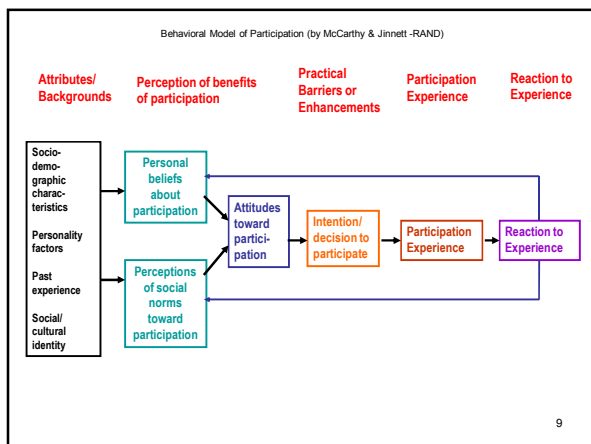 Behavioral Model of Participation (by McCarthy & Jinnett -RAND)
Attributes/
Backgrounds
Perception of benefits
of participation
Practical
Barriers or
Enhancements
Participation
Experience
Reaction to
Experience
Socio-
demo-
graphic
charac-
teristics
Personality
factors
Past
experience
Social/
cultural
identity
Personal
beliefs
about
participation
Perceptions
of social
norms
toward
participation
Attitudes
toward
partici-
pation
Intention/
decision to
participate
Participation
Experience
Reaction to
Experience
9